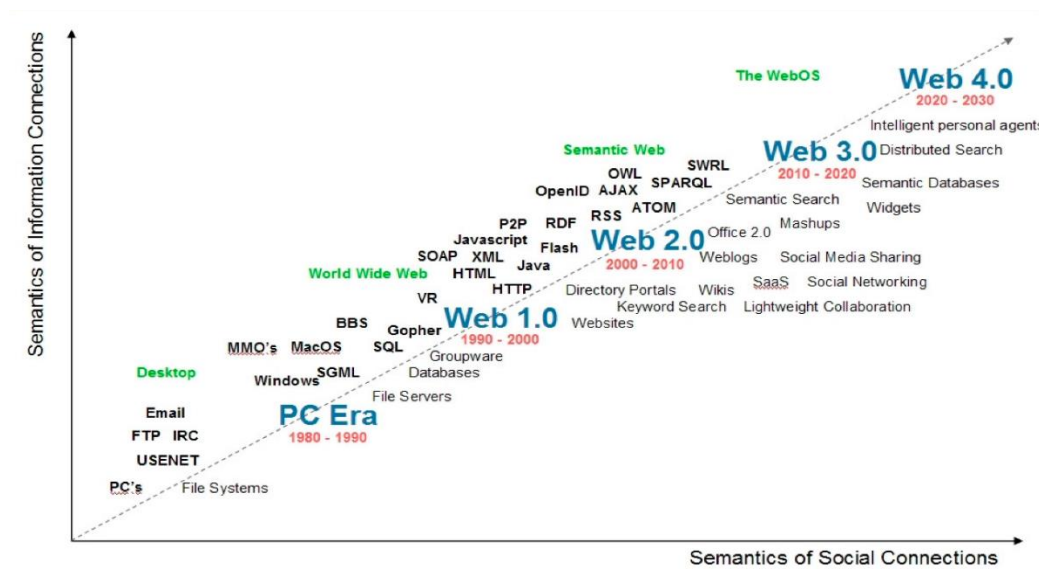 Semantics of Information Connections
The WebOS
Web 4.0
2020 - 2030
Intelligent personal agents
Semantic Web
Web 3.0
Distributed Search
2010 - 2020
SWRL
OWL
SPARQL
Semantic Databases
OpenID AJAX
Semantic Search
Widgets
ATOM
RSS
Mashups
P2P RDF
Office 2.0
Javascript
Flash
Web 2.0
2000 - 2010
SOAP XML
Weblogs Social Media Sharing
Java
World Wide Web
HTML
HTTP
Directory Portals Wikis SaaS Social Networking
VR
Keyword Search Lightweight Collaboration
Web 1.0
1990 - 2000
Websites
BBS
Gopher
MMO's MacOS SQL
Groupware
Desktop
SGML
Databases
Windows
File Servers
PC Era
1980 - 1990
Email
FTP IRC
USENET
PC's File Systems
Semantics of Social Connections